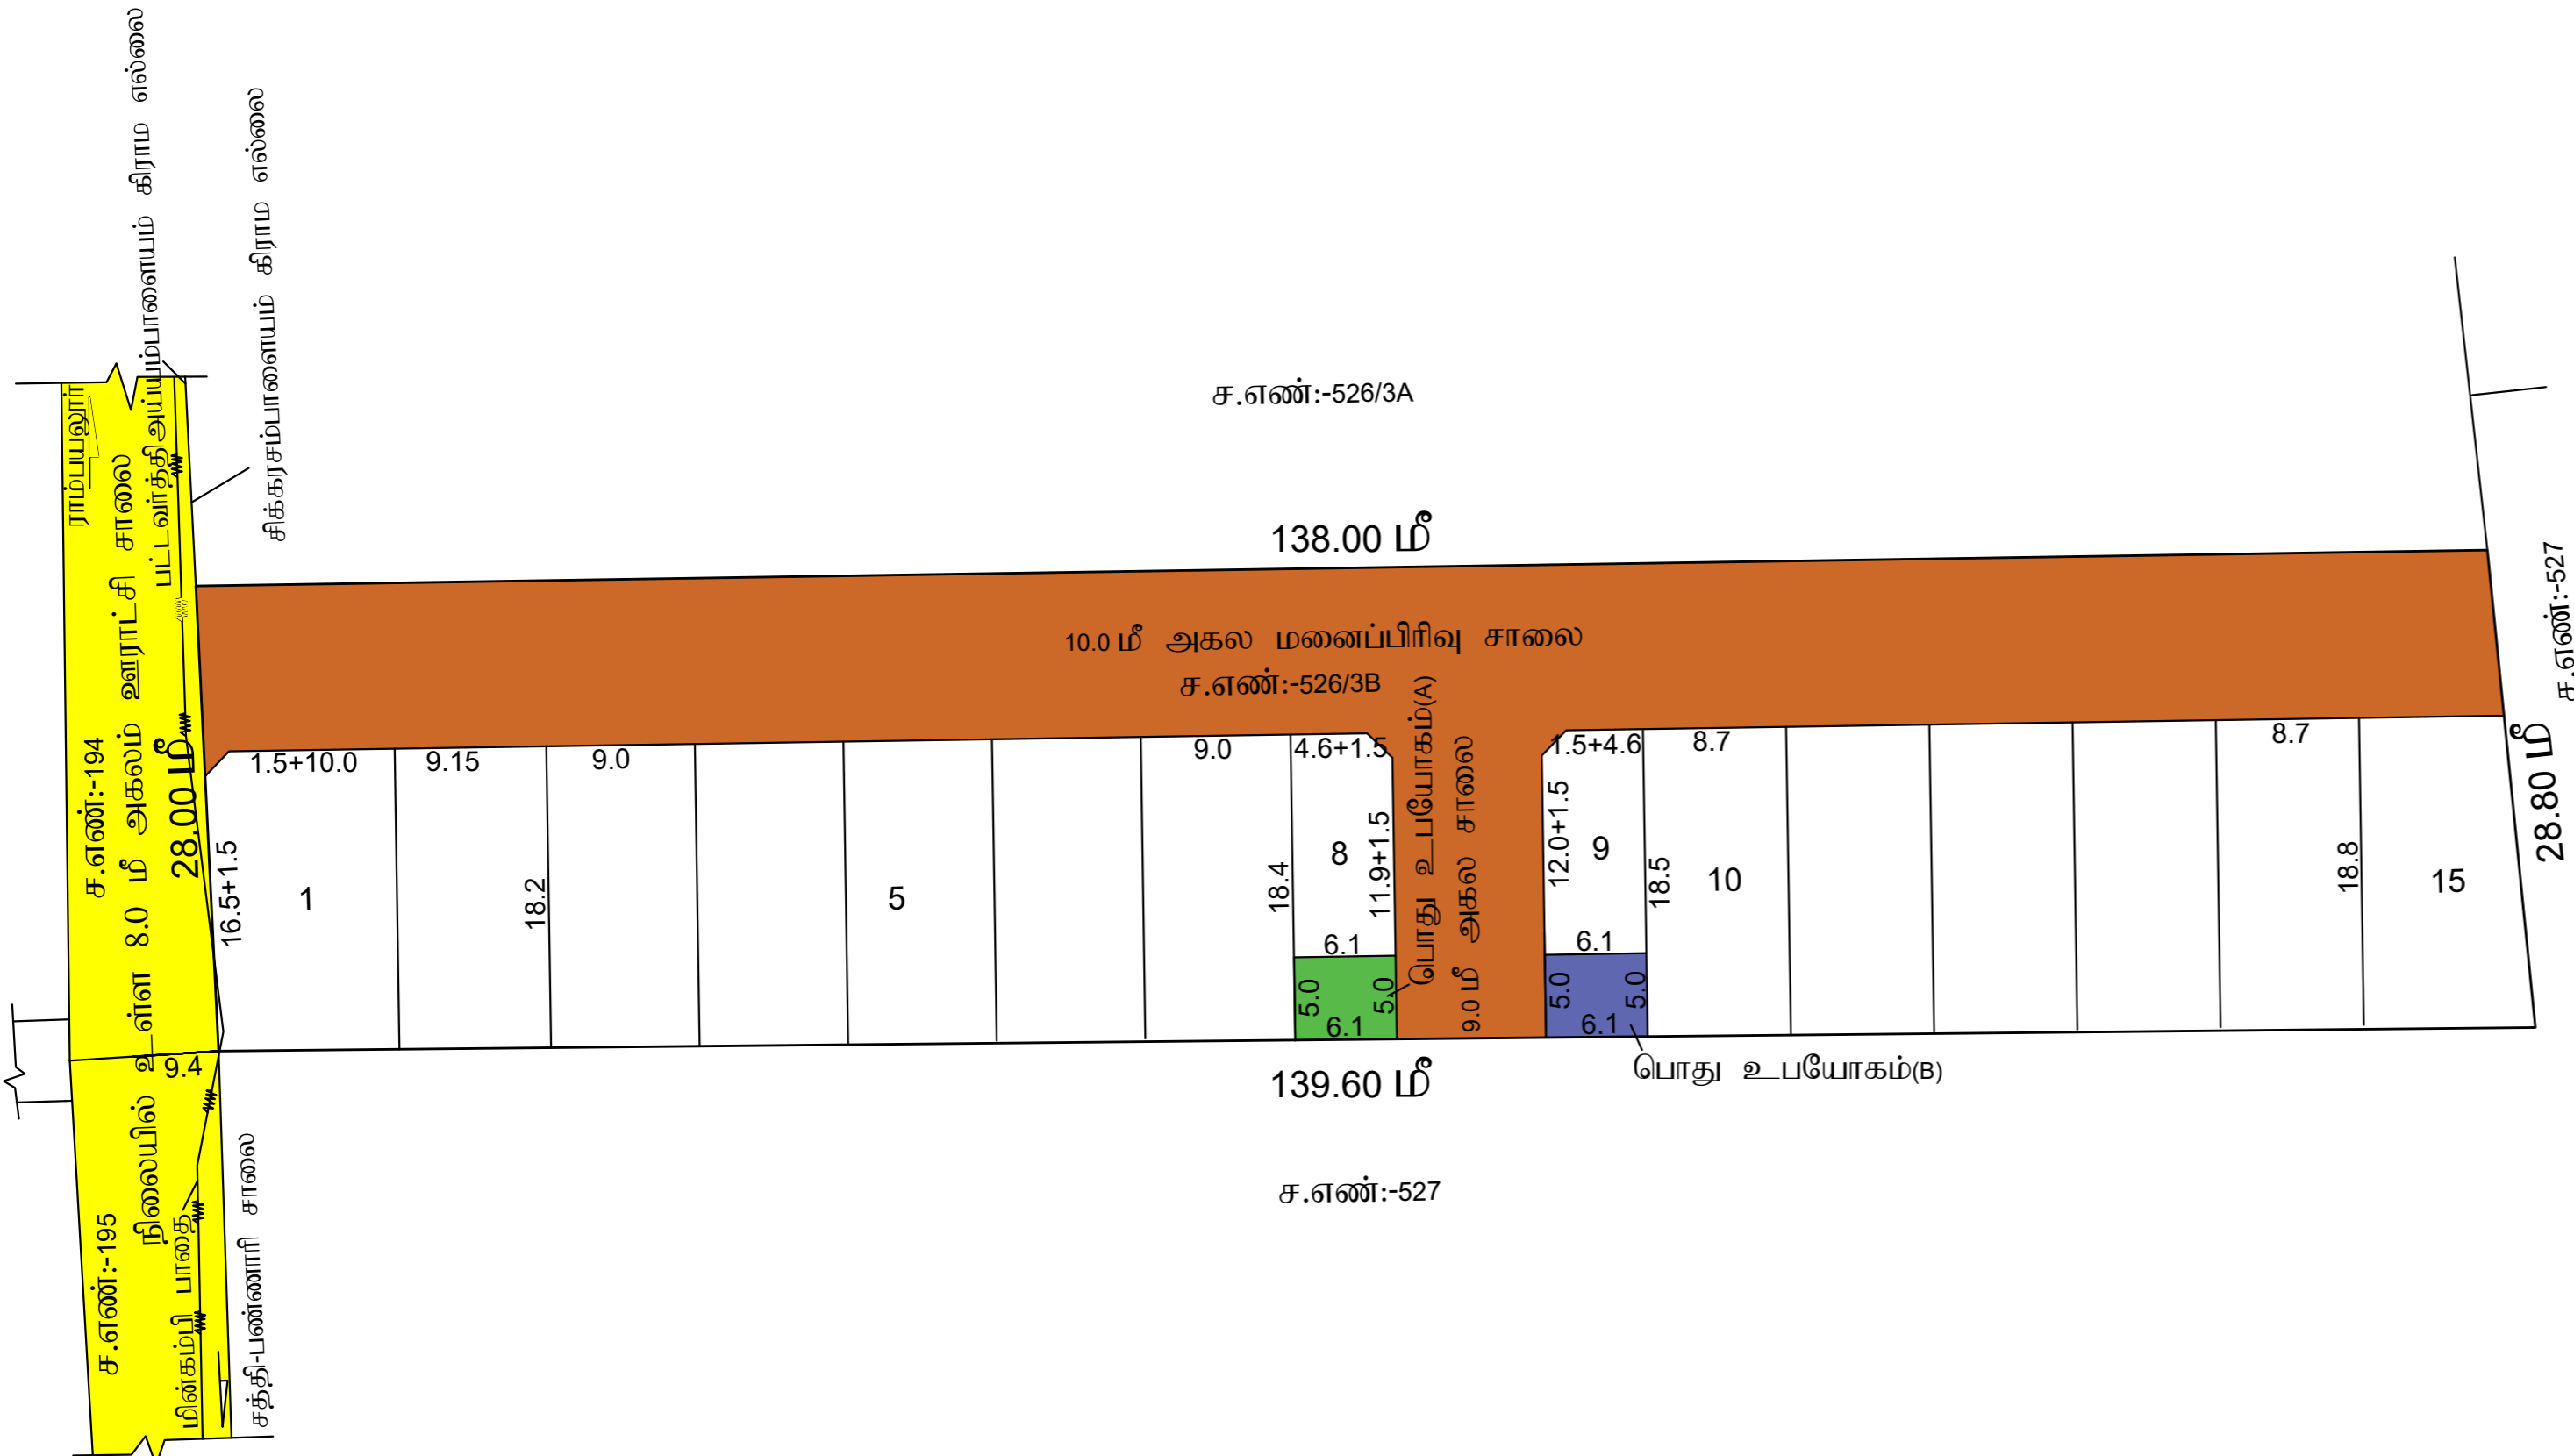 பட்டவர்த்திஅய்யம்பாளையம் கிராம எல்லை
சிக்கரசம்பாளையம் கிராம எல்லை
ராம்பயலூர்
ச.எண்:-526/3A
138.00 மீ
10.0 மீ அகல மனைப்பிரிவு சாலை
ச.எண்:-526/3B
ச.எண்:-527
ச.எண்:-194
நிலையில் உள்ள 8.0 மீ அகலம் ஊராட்சி சாலை
28.00 மீ
28.80 மீ
1.5+10.0
9.15
9.0
9.0
4.6+1.5
1.5+4.6
8.7
8.7
பொது உபயோகம்(A)
9.0 மீ அகல சாலை
16.5+1.5
1
18.2
5
18.4
8
11.9+1.5
12.0+1.5
9
18.5
10
18.8
15
6.1
6.1
5.0
5.0
5.0
5.0
6.1
6.1
9.4
139.60 மீ
பொது உபயோகம்(B)
ச.எண்:-527
ச.எண்:-195
மின்கம்பி பாதை
சத்தி-பண்ணாரி சாலை